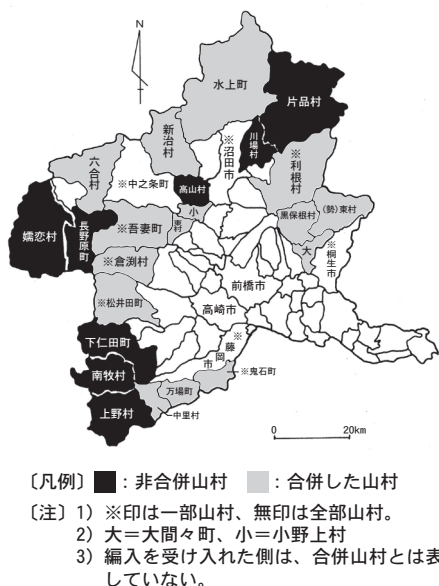 N
水上町
片品村
新治村
※沼田市
川場村
※利根村
六合村
※中之条町
高山村
小
東村
黒保根村
(勢)東村
嬬恋村
長野原町
※吾妻町
※倉渕村
大
※桐生市
前橋市
※松井田町
高崎市
下仁田町
※藤岡市
※鬼石町
南牧村
万場町
上野村
中里村
0 20km
〔凡例〕■：非合併山村 ■：合併した山村
〔注〕1）※印は一部山村、無印は全部山村。
2）大＝大間々町、小＝小野上村
3）編入を受け入れた側は、合併山村とは表
していない。